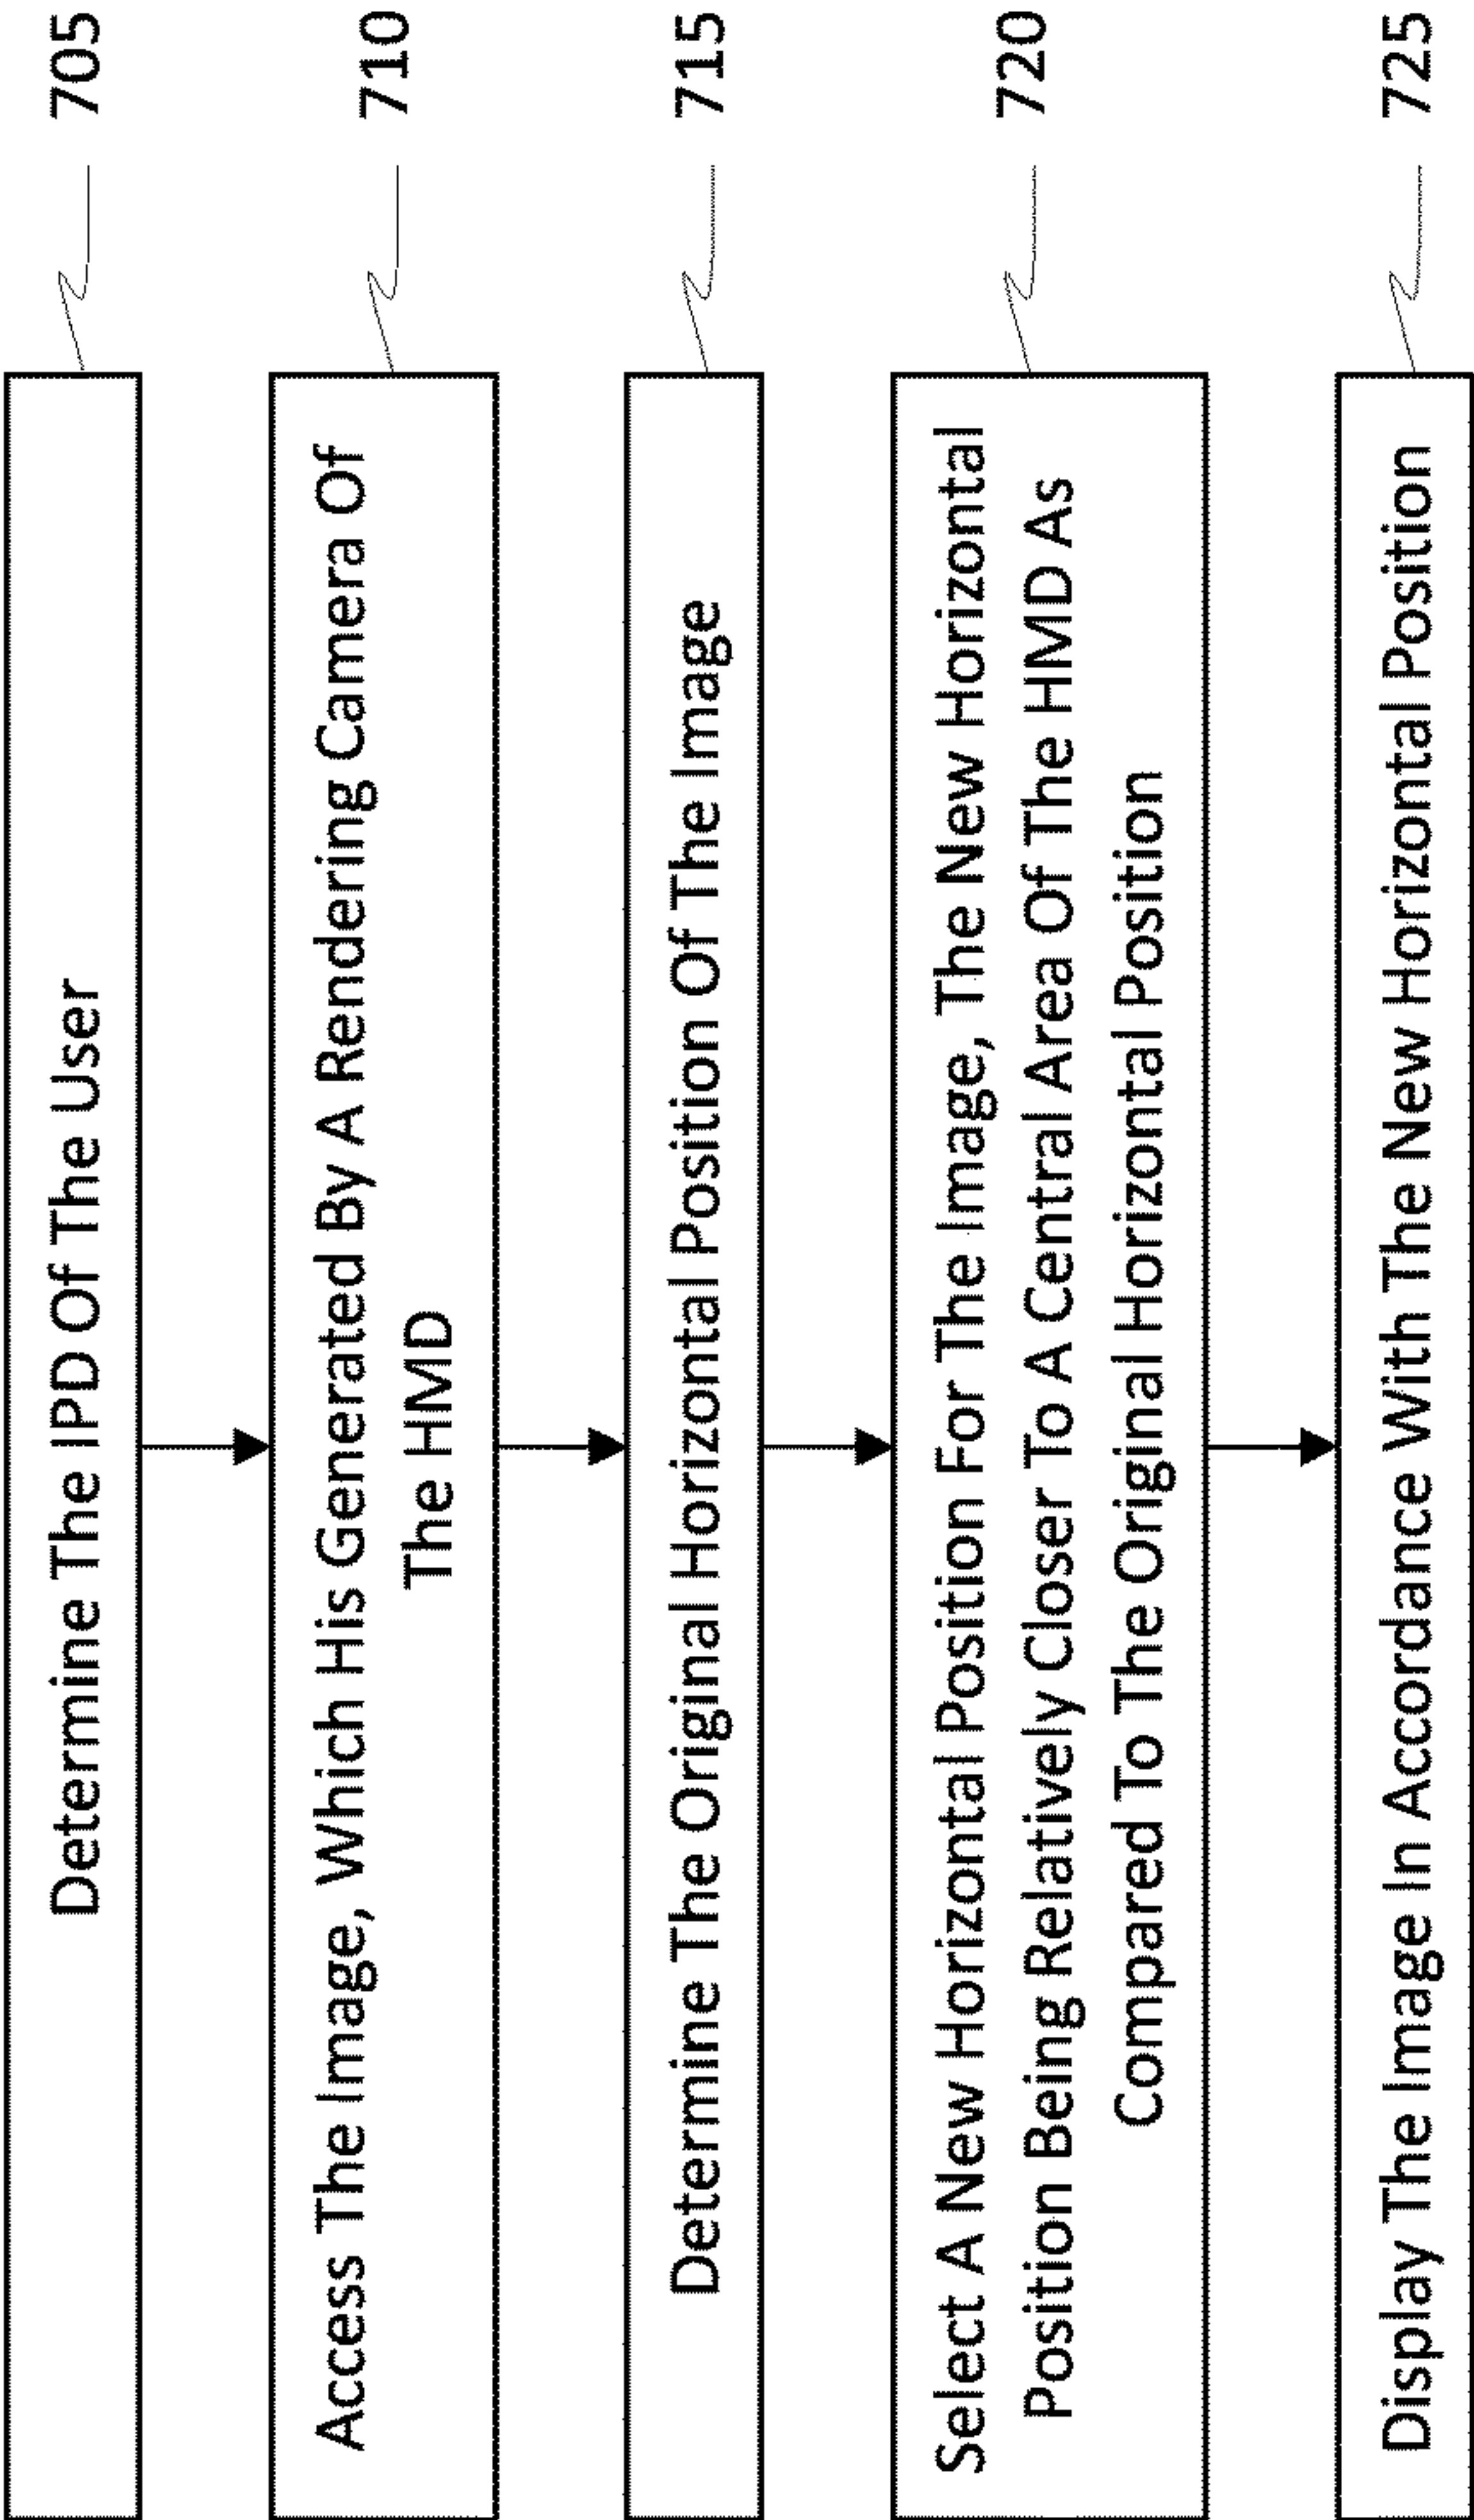 Determine The IPD Of The User
705
Access The Image, Which His Generated By A Rendering Camera Of
The HMD
710
Determine The Original Horizontal Position Of The Image
715
Select A New Horizontal Position For The Image, The New Horizontal
Position Being Relatively Closer To A Central Area Of The HMD As
Compared To The Original Horizontal Position
720
Display The Image In Accordance With The New Horizontal Position
725